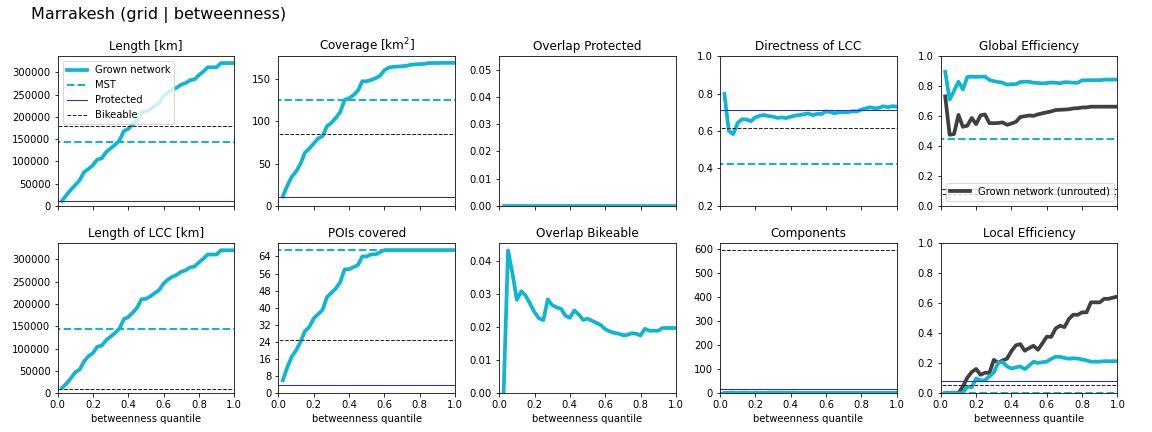 Marrakesh (grid | betweenness)
Length [km]
Coverage [km²]
Overlap Protected
Directness of LCC
Global Efficiency
300000
250000
200000
150000
100000
50000
0
Grown network
MST
Protected
Bikeable
150
100
50
0
0.05
0.04
0.03
0.02
0.01
0.00
1.0
0.8
0.6
0.4
0.2
1.0
0.8
0.6
0.4
0.2
0.0
Grown network (unrouted)
Length of LCC [km]
POIs covered
Overlap Bikeable
Components
Local Efficiency
300000
250000
200000
150000
100000
50000
0
64
56
48
40
32
24
16
8
0.04
0.03
0.02
0.01
0.00
600
500
400
300
200
100
0
1.0
0.8
0.6
0.4
0.2
0.0
0.0 0.2 0.4 0.6 0.8 1.0
0.0 0.2 0.4 0.6 0.8 1.0
0.0 0.2 0.4 0.6 0.8 1.0
0.0 0.2 0.4 0.6 0.8 1.0
0.0 0.2 0.4 0.6 0.8 1.0
betweenness quantile
betweenness quantile
betweenness quantile
betweenness quantile
betweenness quantile